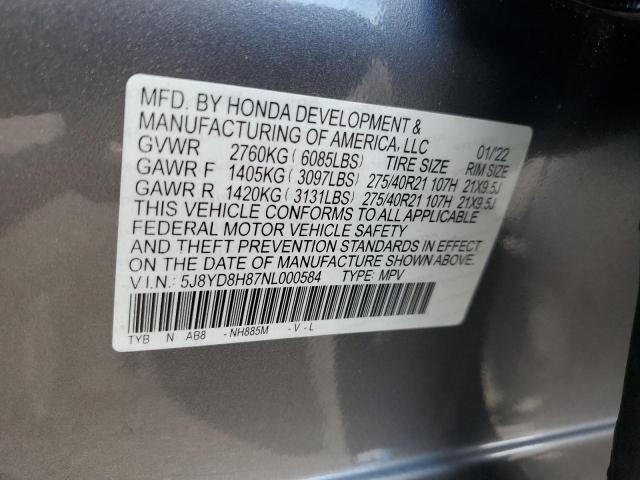 MFD. BY HONDA DEVELOPMENT &
MANUFACTURING OF AMERICA, LLC 01/22
GVWR 2760KG (6085LBS) TIRE SIZE RIM SIZE
GAWR F 1405KG (3097LBS) 275/40R21 107H 21X9.5J
GAWR R 1420KG (3131LBS) 275/40R21 107H 21X9.5J
THIS VEHICLE CONFORMS TO ALL APPLICABLE
FEDERAL MOTOR VEHICLE SAFETY
AND THEFT PREVENTION STANDARDS IN EFFECT
ON THE DATE OF MANUFACTURE SHOWN ABOVE.
V.I.N.: 5J8YD8H87NL000584 TYPE: MPV
TYB N AB8 -NH885M -V-L